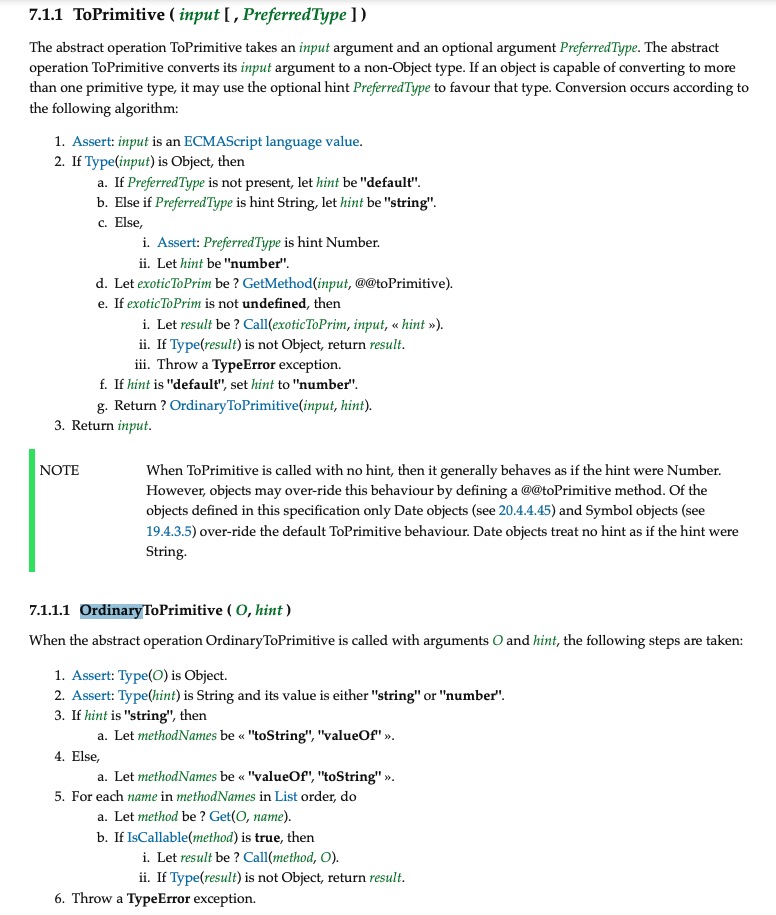 7.1.1 ToPrimitive ( input [ , PreferredType ] )
The abstract operation ToPrimitive takes an input argument and an optional argument PreferredType. The abstract
operation ToPrimitive converts its input argument to a non-Object type. If an object is capable of converting to more
than one primitive type, it may use the optional hint PreferredType to favour that type. Conversion occurs according to
the following algorithm:
1. Assert: input is an ECMAScript language value.
2. If Type(input) is Object, then
a. If PreferredType is not present, let hint be "default".
b. Else if PreferredType is hint String, let hint be "string".
c. Else,
i. Assert: PreferredType is hint Number.
ii. Let hint be "number".
d. Let exoticToPrim be ? GetMethod(input, @@toPrimitive).
e. If exoticToPrim is not undefined, then
i. Let result be ? Call(exoticToPrim, input, « hint »).
ii. If Type(result) is not Object, return result.
iii. Throw a TypeError exception.
f. If hint is "default", set hint to "number".
g. Return ? OrdinaryToPrimitive(input, hint).
3. Return input.
NOTE When ToPrimitive is called with no hint, then it generally behaves as if the hint were Number.
However, objects may over-ride this behaviour by defining a @@toPrimitive method. Of the
objects defined in this specification only Date objects (see 20.4.4.45) and Symbol objects (see
19.4.3.5) over-ride the default ToPrimitive behaviour. Date objects treat no hint as if the hint were
String.
7.1.1.1 OrdinaryToPrimitive ( O, hint )
When the abstract operation OrdinaryToPrimitive is called with arguments O and hint, the following steps are taken:
1. Assert: Type(O) is Object.
2. Assert: Type(hint) is String and its value is either "string" or "number".
3. If hint is "string", then
a. Let methodNames be « "toString", "valueOf" ».
4. Else,
a. Let methodNames be « "valueOf", "toString" ».
5. For each name in methodNames in List order, do
a. Let method be ? Get(O, name).
b. If IsCallable(method) is true, then
i. Let result be ? Call(method, O).
ii. If Type(result) is not Object, return result.
6. Throw a TypeError exception.